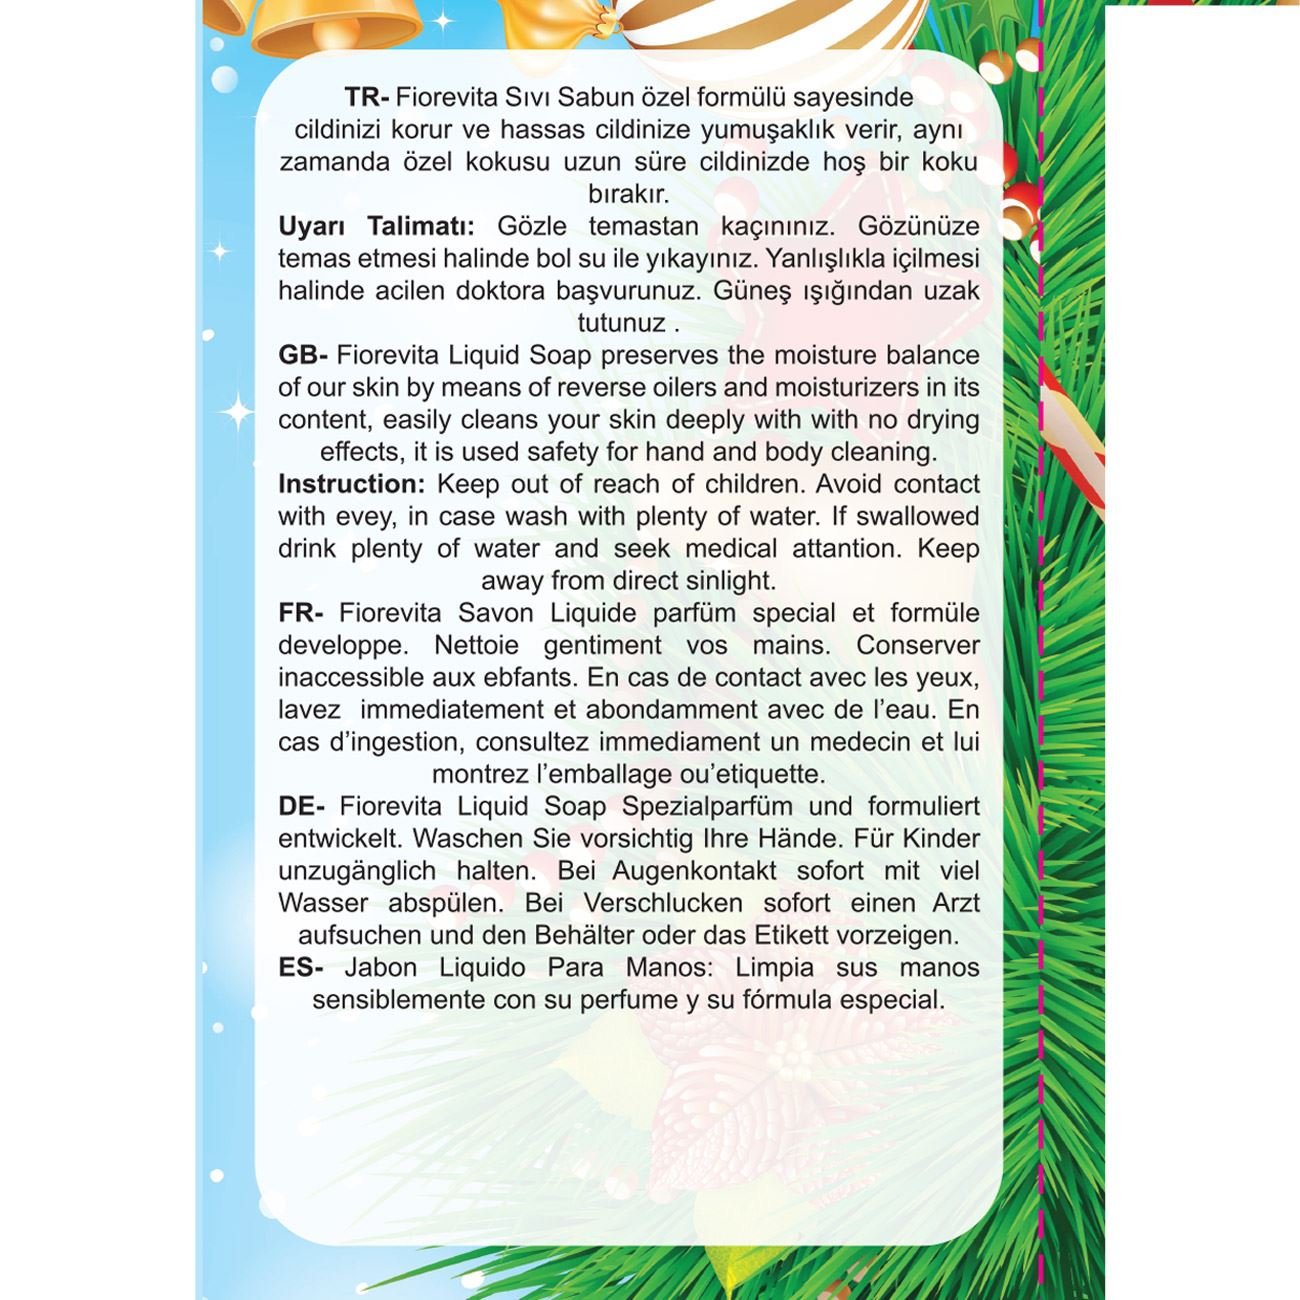 TR- Fiorevita Sıvı Sabun özel formülü sayesinde
cildinizi korur ve hassas cildinize yumuşaklık verir, aynı
zamanda özel kokusu uzun süre cildinizde hoş bir koku
bırakır.
Uyarı Talimatı: Gözle temastan kaçınınız. Gözünüze
temas etmesi halinde bol su ile yıkayınız. Yanlışlıkla içilmesi
halinde acilen doktora başvurunuz. Güneş ışığından uzak
tutunuz .
GB- Fiorevita Liquid Soap preserves the moisture balance
of our skin by means of reverse oilers and moisturizers in its
content, easily cleans your skin deeply with with no drying
effects, it is used safety for hand and body cleaning.
Instruction: Keep out of reach of children. Avoid contact
with evey, in case wash with plenty of water. If swallowed
drink plenty of water and seek medical attantion. Keep
away from direct sinlight.
FR- Fiorevita Savon Liquide parfüm special et formüle
developpe. Nettoie gentiment vos mains. Conserver
inaccessible aux ebfants. En cas de contact avec les yeux,
lavez immediatement et abondamment avec de l’eau. En
cas d’ingestion, consultez immediament un medecin et lui
montrez l’emballage ou’etiquette.
DE- Fiorevita Liquid Soap Spezialparfüm und formuliert
entwickelt. Waschen Sie vorsichtig Ihre Hände. Für Kinder
unzugänglich halten. Bei Augenkontakt sofort mit viel
Wasser abspülen. Bei Verschlucken sofort einen Arzt
aufsuchen und den Behälter oder das Etikett vorzeigen.
ES- Jabon Liquido Para Manos: Limpia sus manos
sensiblemente con su perfume y su fórmula especial.